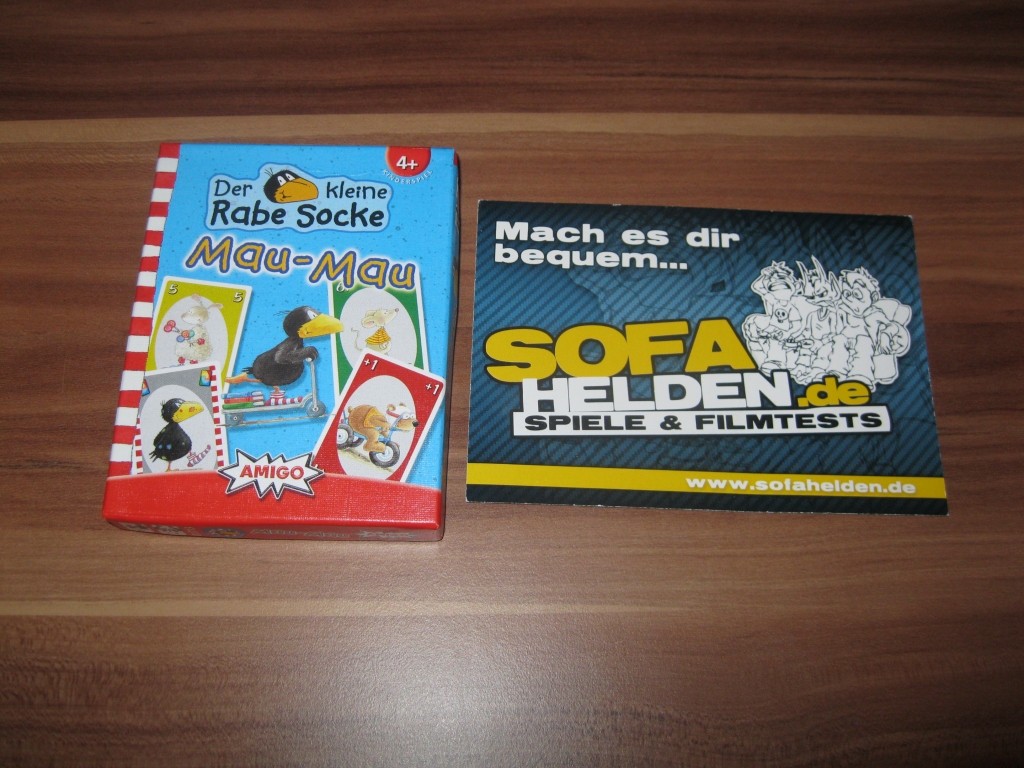 4+
KINDERSPIEL
Der kleine
Rabe Socke
Mau-Mau
5 5
+1 +1
AMIGO
Mach es dir
bequem...
SOFA
HELDEN.de
SPIELE & FILMTESTS
www.sofahelden.de